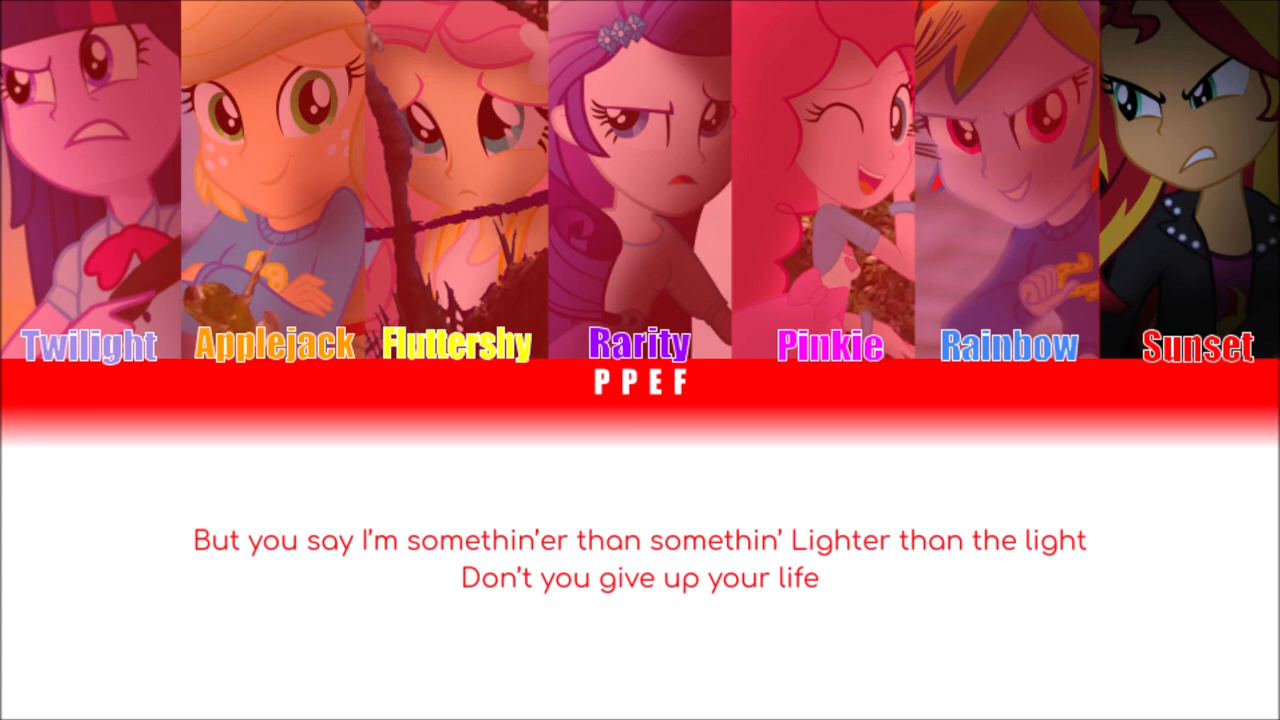 Twilight Applejack Fluttershy Rarity Pinkie Rainbow Sunset
P P E F
But you say I’m somethin’er than somethin’ Lighter than the light
Don’t you give up your life